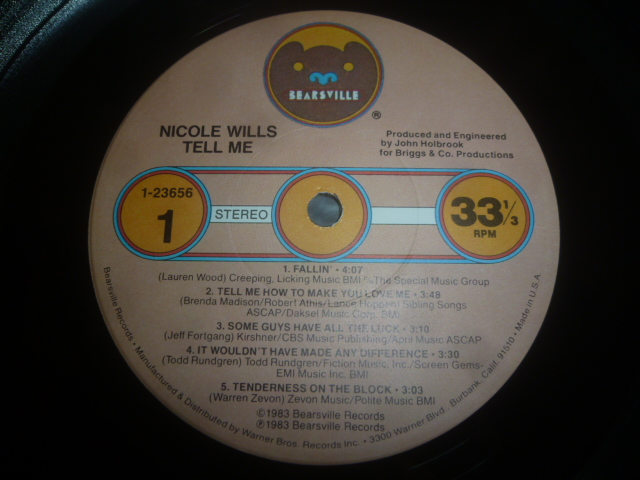 BEARSVILLE
®
NICOLE WILLS
TELL ME
Produced and Engineered
by John Holbrook
for Briggs & Co. Productions
1-23656
1
STEREO
33 1/3
RPM
1. FALLIN' • 4:07
(Lauren Wood) Creeping, Licking Music BMI • The Special Music Group
2. TELL ME HOW TO MAKE YOU LOVE ME • 3:48
(Brenda Madison/Robert Athis/Lance Hoppen) Sibling Songs
ASCAP/Daksel Music Corp. BMI
3. SOME GUYS HAVE ALL THE LUCK • 3:10
(Jeff Fortgang) Kirshner/CBS Music Publishing/April Music ASCAP
4. IT WOULDN'T HAVE MADE ANY DIFFERENCE • 3:30
(Todd Rundgren) Todd Rundgren/Fiction Music, Inc./Screen Gems-
EMI Music Inc. BMI
5. TENDERNESS ON THE BLOCK • 3:03
(Warren Zevon) Zevon Music/Polite Music BMI
©1983 Bearsville Records
℗1983 Bearsville Records
Bearsville Records • Manufactured & Distributed by Warner Bros. Records Inc. • 3300 Warner Blvd., Burbank, Calif. 91510 • Made in U.S.A.